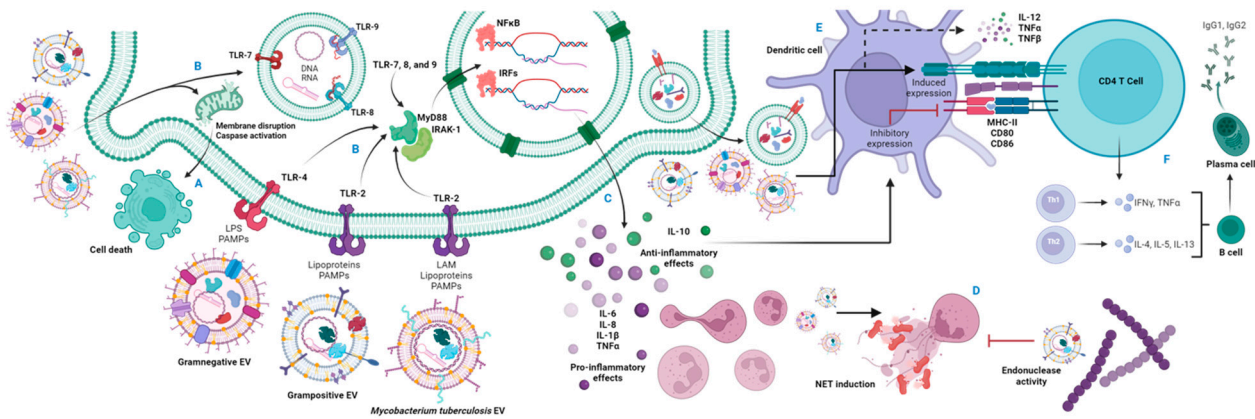 B
TLR-7
TLR-9
DNA
RNA
TLR-8
Membrane disruption
Caspase activation
A
Cell death
TLR-4
LPS
PAMPs
Gramnegative EV
B
TLR-2
Lipoproteins
PAMPs
Grampositive EV
TLR-2
LAM
Lipoproteins
PAMPs
Mycobacterium tuberculosis EV
TLR-7, 8, and 9
MyD88
IRAK-1
NFκB
IRFs
C
IL-10
Anti-inflammatory
effects
IL-6
IL-8
IL-1β
TNFα
Pro-inflammatory
effects
NET induction
D
Endonuclease
activity
E
Dendritic cell
IL-12
TNFα
TNFβ
Induced
expression
Inhibitory
expression
MHC-II
CD80
CD86
CD4 T Cell
F
Th1
IFNγ, TNFα
Th2
IL-4, IL-5, IL-13
B cell
Plasma cell
IgG1, IgG2